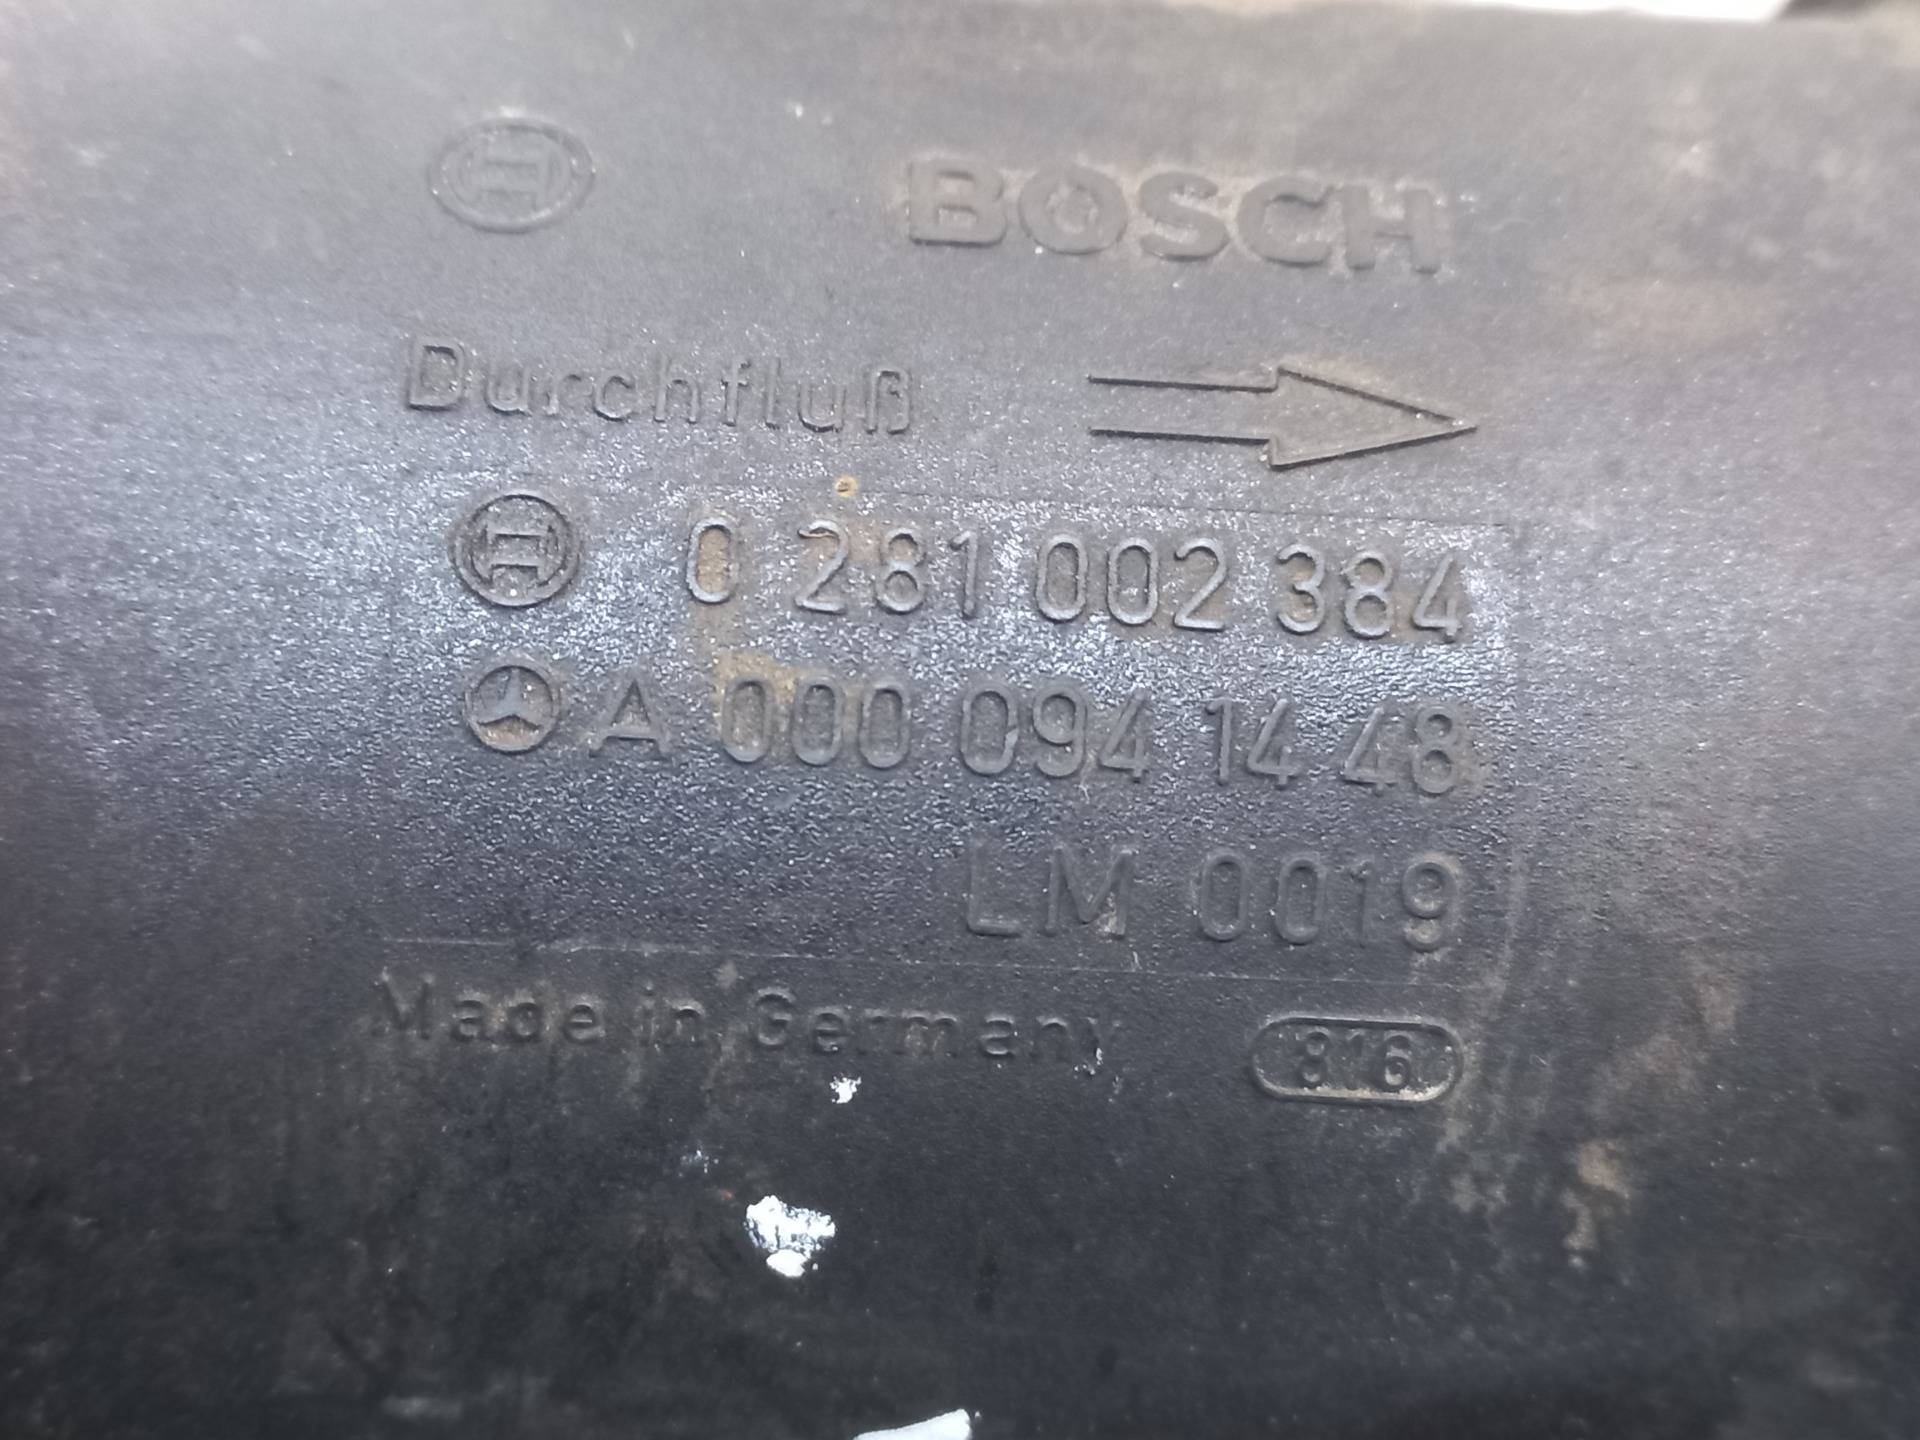 BOSCH
Durchfluß
0 281 002 384
A 000 094 14 48
LM 0019
Made in Germany
816